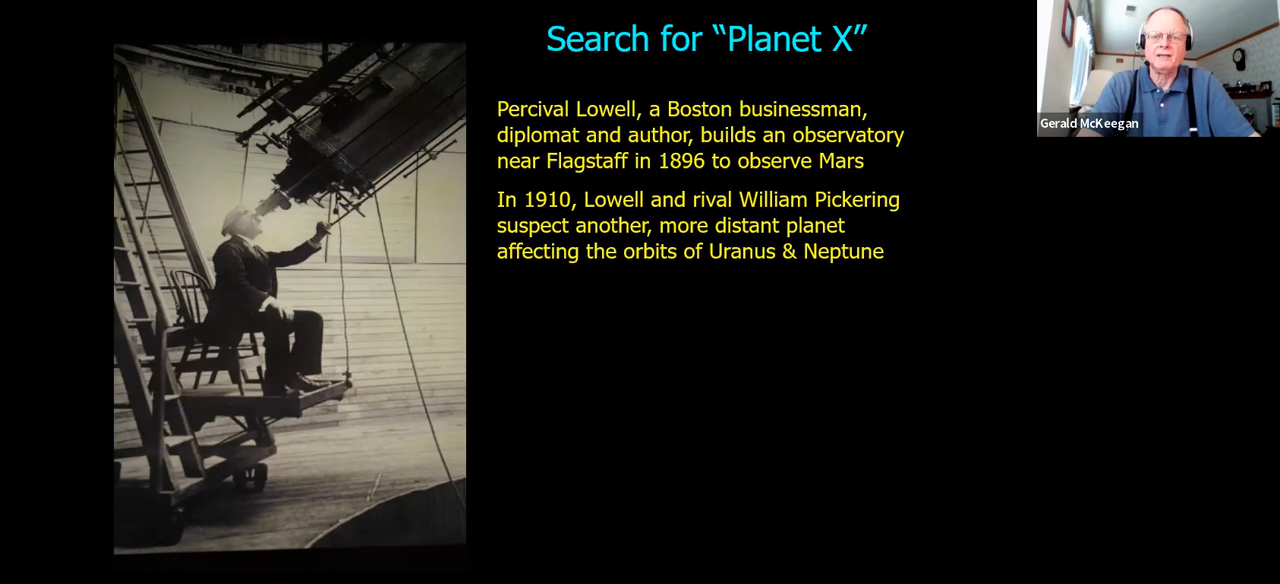 Search for “Planet X”
Percival Lowell, a Boston businessman,
diplomat and author, builds an observatory
near Flagstaff in 1896 to observe Mars
In 1910, Lowell and rival William Pickering
suspect another, more distant planet
affecting the orbits of Uranus & Neptune
Gerald McKeegan